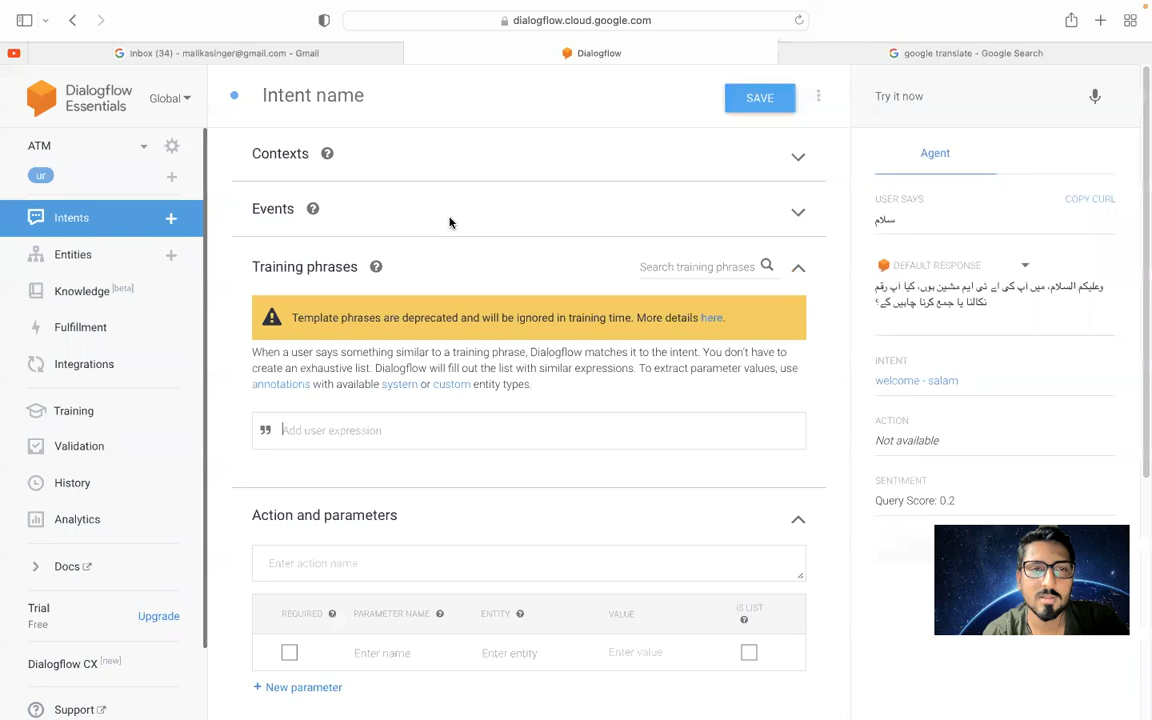 dialogflow.cloud.google.com
Inbox (34) - malikasinger@gmail.com - Gmail
Dialogflow
google translate - Google Search
Dialogflow
Essentials
Global
Intent name
SAVE
Try it now
ATM
ur
Contexts
Agent
Intents
Events
USER SAYS
COPY CURL
سلام
Entities
Training phrases
Search training phrases
DEFAULT RESPONSE
Knowledge [beta]
وعلیکم السلام، میں آپ کی اے ٹی ایم مشین ہوں، کیا آپ رقم
نکالنا یا جمع کرنا چاہیں گے؟
Template phrases are deprecated and will be ignored in training time. More details here.
Fulfillment
When a user says something similar to a training phrase, Dialogflow matches it to the intent. You don't have to
create an exhaustive list. Dialogflow will fill out the list with similar expressions. To extract parameter values, use
annotations with available system or custom entity types.
Integrations
INTENT
welcome - salam
Training
Add user expression
ACTION
Not available
Validation
History
SENTIMENT
Query Score: 0.2
Analytics
Action and parameters
Docs
Enter action name
Trial
Free
Upgrade
REQUIRED
PARAMETER NAME
ENTITY
VALUE
IS LIST
Enter name
Enter entity
Enter value
Dialogflow CX [new]
+ New parameter
Support